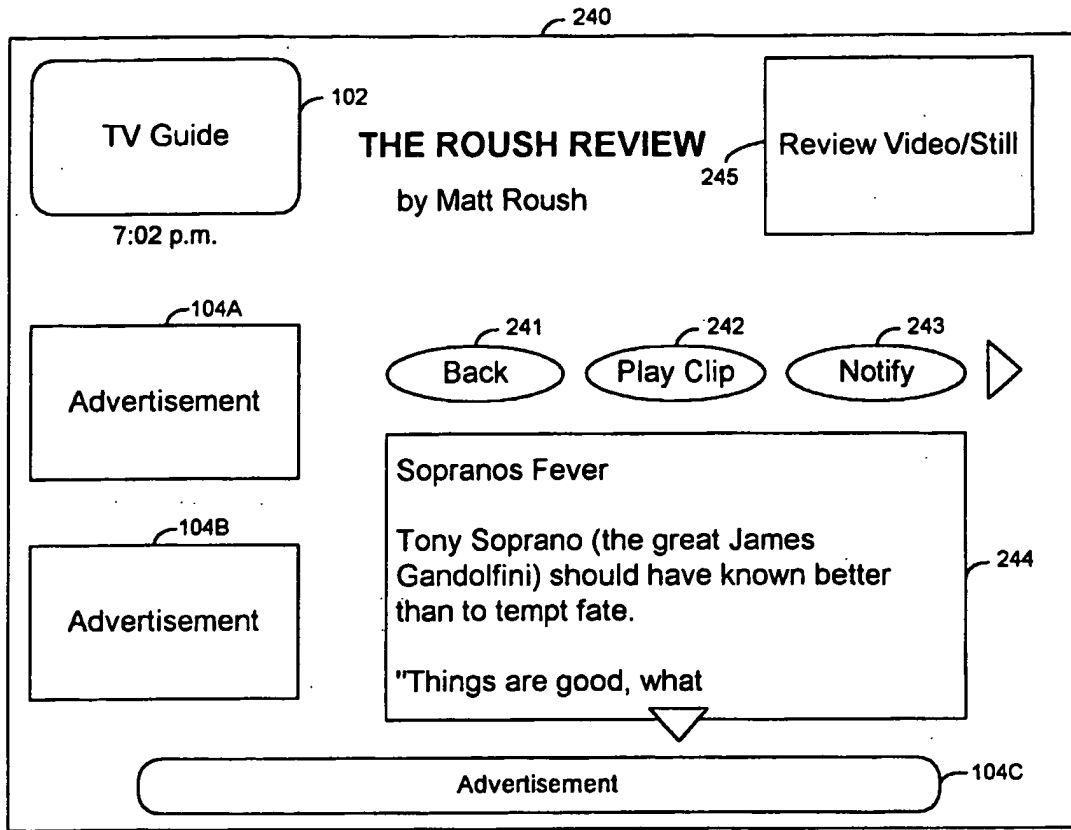 240
TV Guide
102
THE ROUSH REVIEW
by Matt Roush
245
Review Video/Still
7:02 p.m.
104A
Advertisement
104B
Advertisement
241
Back
242
Play Clip
243
Notify
Sopranos Fever
Tony Soprano (the great James
Gandolfini) should have known better
than to tempt fate.
"Things are good, what
244
Advertisement
104C